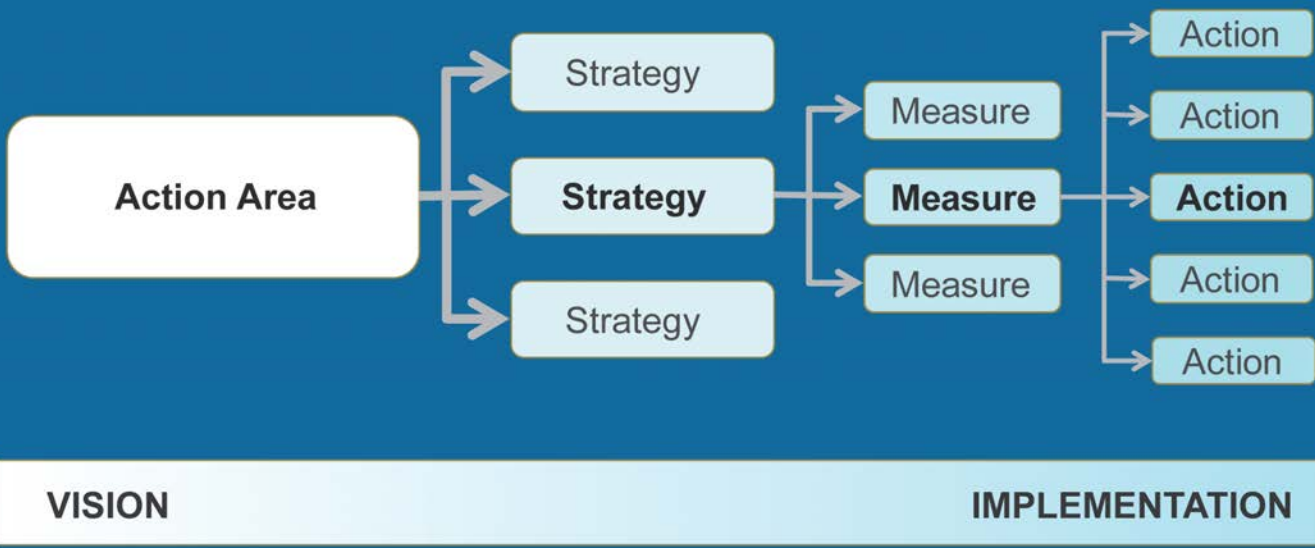 Action Area
Strategy
Strategy
Strategy
Measure
Measure
Measure
Action
Action
Action
Action
Action
VISION
IMPLEMENTATION